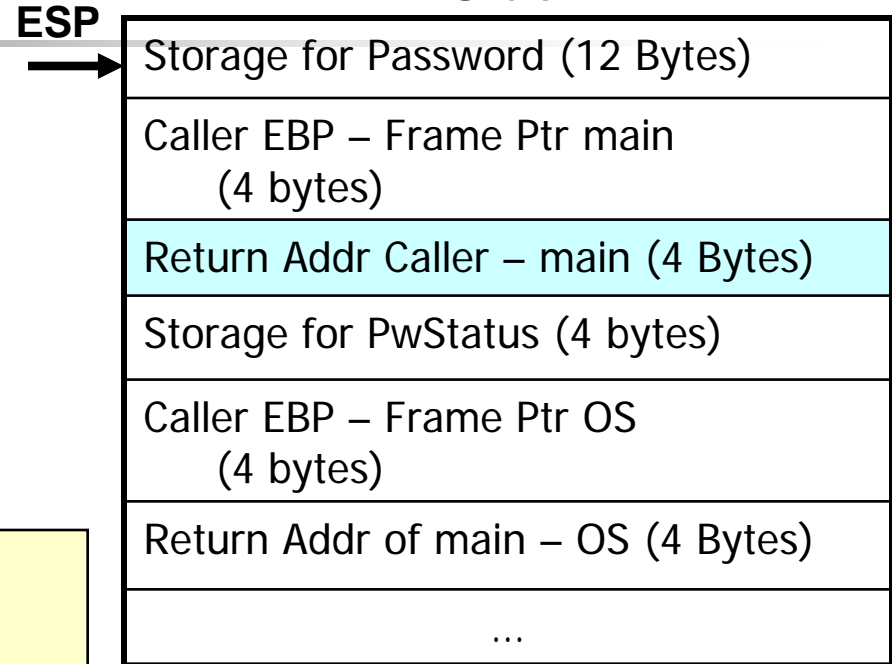 ESP
Storage for Password (12 Bytes)
Caller EBP – Frame Ptr main
(4 bytes)
Return Addr Caller – main (4 Bytes)
Storage for PwStatus (4 bytes)
Caller EBP – Frame Ptr OS
(4 bytes)
Return Addr of main – OS (4 Bytes)
…